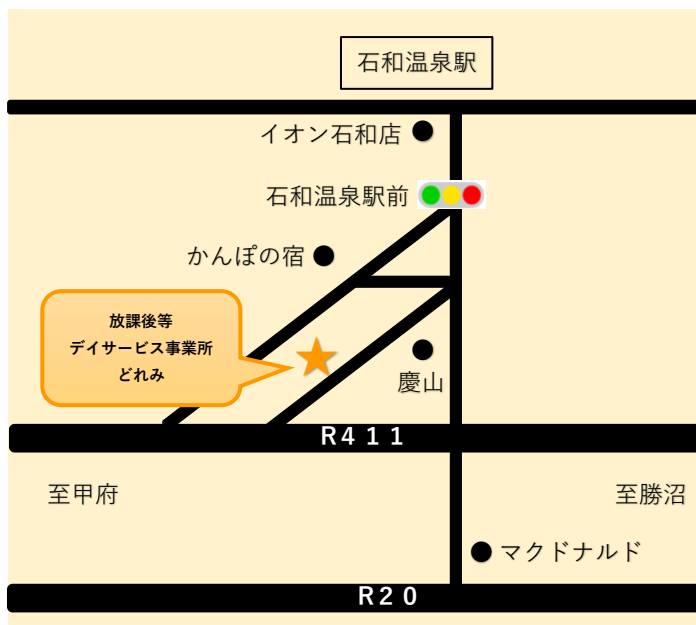 石和温泉駅
イオン石和店
石和温泉駅前
かんぽの宿
放課後等
デイサービス事業所
どれみ
慶山
R411
至甲府
至勝沼
マクドナルド
R20